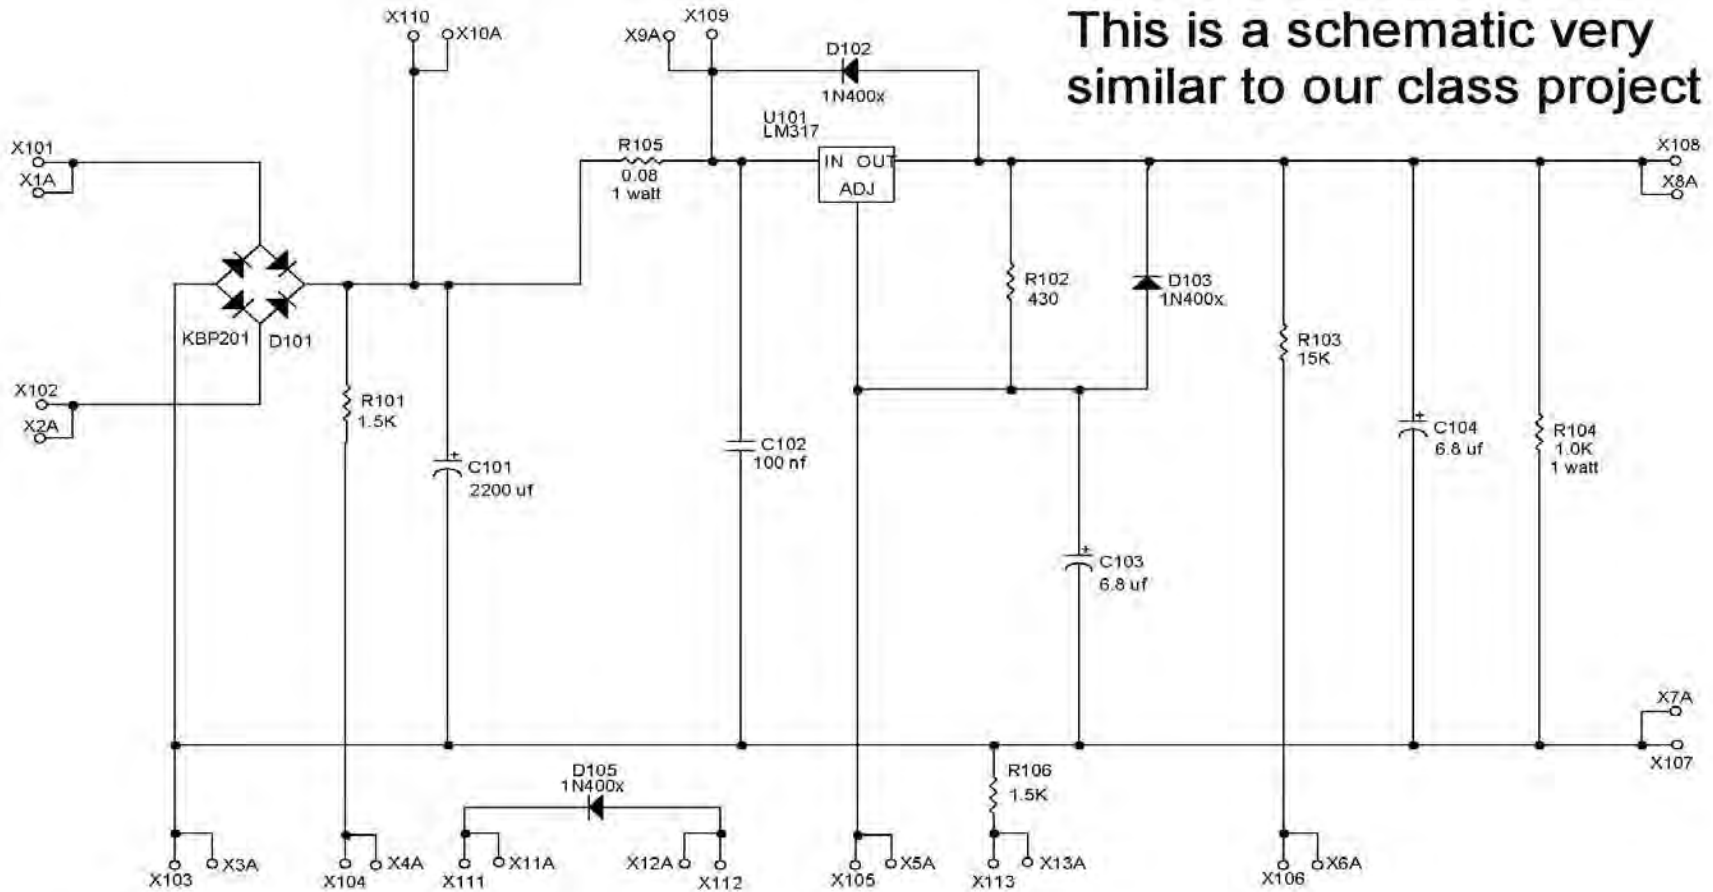 This is a schematic very
similar to our class project
X110
X10A
X109
X9A
D102
1N400x
U101
LM317
X101
X1A
R105
0.08
1 watt
IN OUT
ADJ
X108
X8A
KBP201
D101
R102
430
D103
1N400x
R103
15K
X102
X2A
R101
1.5K
C101
2200 uf
C102
100 nf
C104
6.8 uf
R104
1.0K
1 watt
C103
6.8 uf
X7A
X107
D105
1N400x
R106
1.5K
X103
X3A
X104
X4A
X111
X11A
X12A
X112
X105
X5A
X113
X13A
X106
X6A